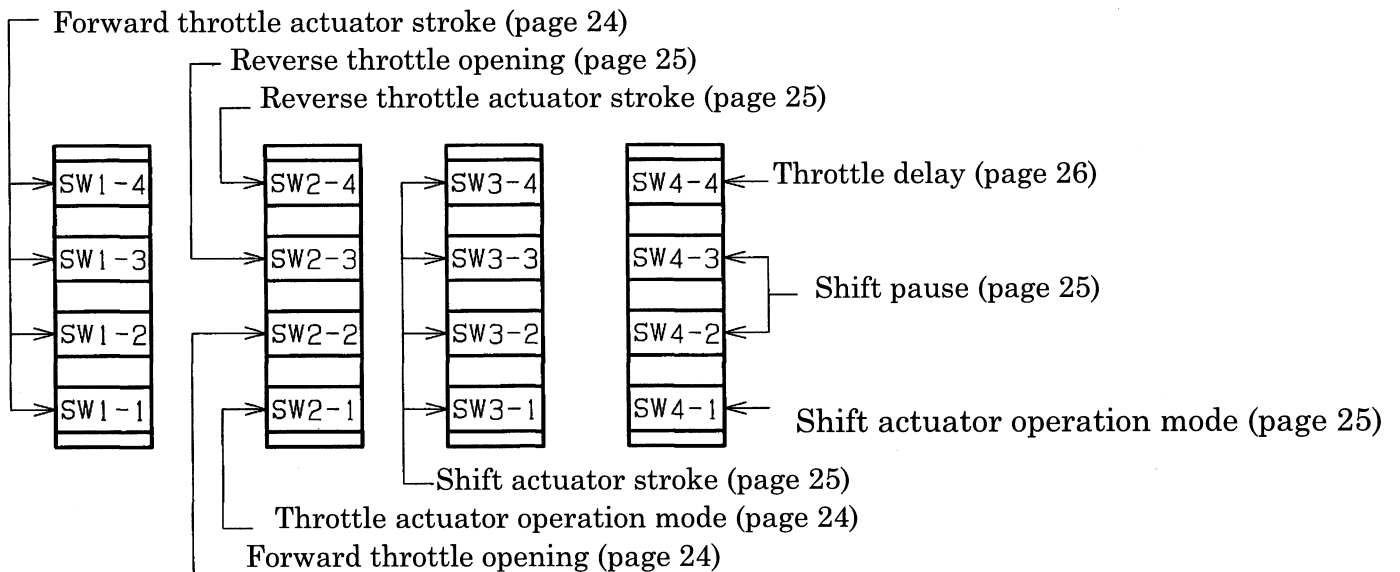 Forward throttle actuator stroke (page 24)
Reverse throttle opening (page 25)
Reverse throttle actuator stroke (page 25)
SW1-4 SW2-4 SW3-4 SW4-4 Throttle delay (page 26)
SW1-3 SW2-3 SW3-3 SW4-3
Shift pause (page 25)
SW1-2 SW2-2 SW3-2 SW4-2
SW1-1 SW2-1 SW3-1 SW4-1 Shift actuator operation mode (page 25)
Shift actuator stroke (page 25)
Throttle actuator operation mode (page 24)
Forward throttle opening (page 24)